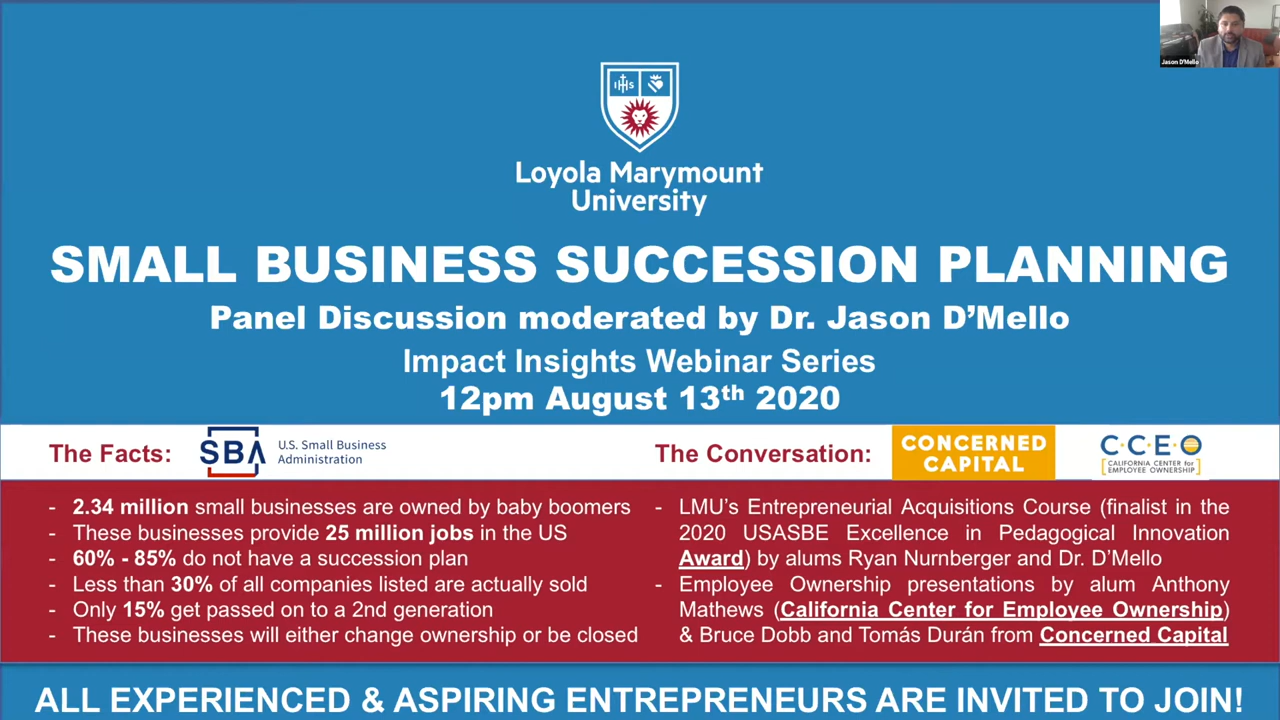 Jason D'Mello
IHS
Loyola Marymount
University
SMALL BUSINESS SUCCESSION PLANNING
Panel Discussion moderated by Dr. Jason D’Mello
Impact Insights Webinar Series
12pm August 13th 2020
The Facts:
SBA
U.S. Small Business
Administration
The Conversation:
CONCERNED
CAPITAL
C·C·E·O
CALIFORNIA CENTER for
EMPLOYEE OWNERSHIP
- 2.34 million small businesses are owned by baby boomers
- These businesses provide 25 million jobs in the US
- 60% - 85% do not have a succession plan
- Less than 30% of all companies listed are actually sold
- Only 15% get passed on to a 2nd generation
- These businesses will either change ownership or be closed
- LMU’s Entrepreneurial Acquisitions Course (finalist in the
2020 USASBE Excellence in Pedagogical Innovation
Award) by alums Ryan Nurnberger and Dr. D’Mello
- Employee Ownership presentations by alum Anthony
Mathews (California Center for Employee Ownership)
& Bruce Dobb and Tomás Durán from Concerned Capital
ALL EXPERIENCED & ASPIRING ENTREPRENEURS ARE INVITED TO JOIN!